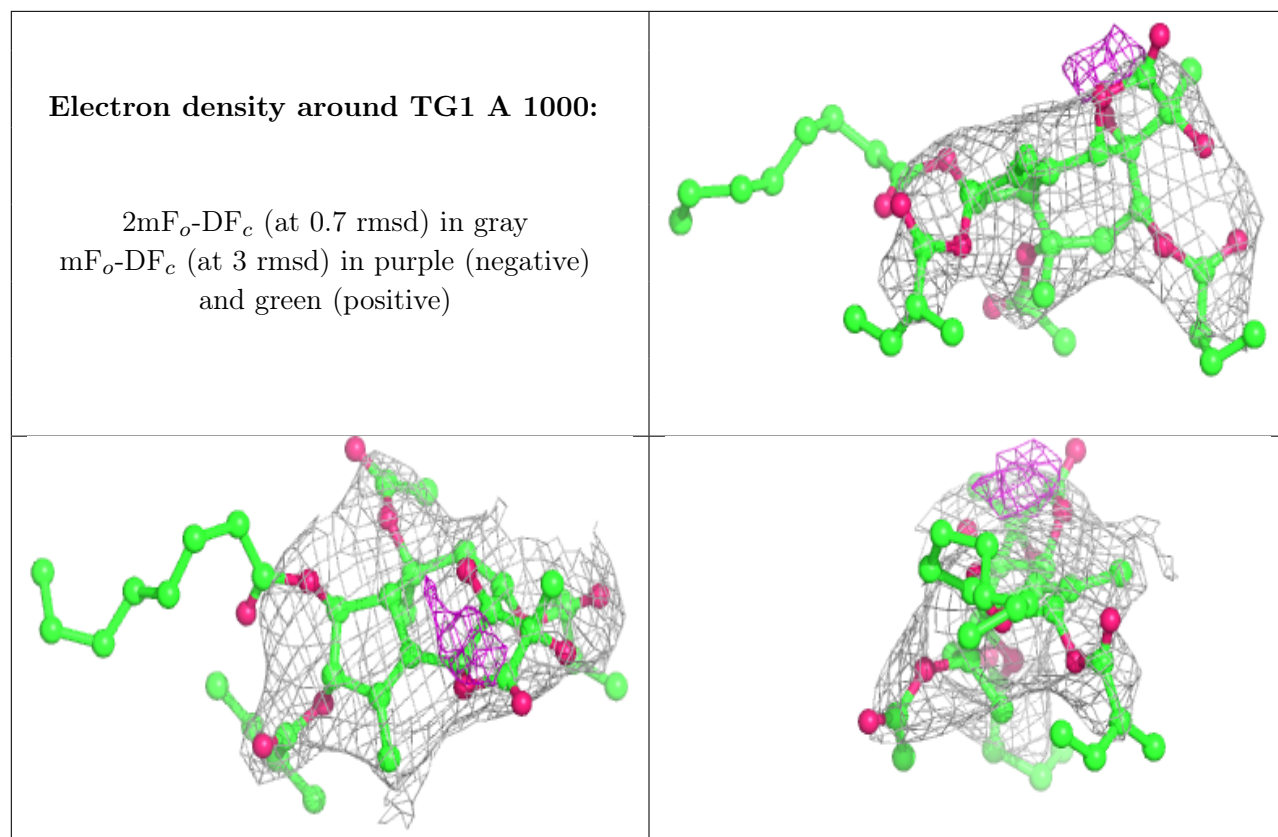 Electron density around TG1 A 1000:
2mFo-DFc (at 0.7 rmsd) in gray
mFo-DFc (at 3 rmsd) in purple (negative)
and green (positive)